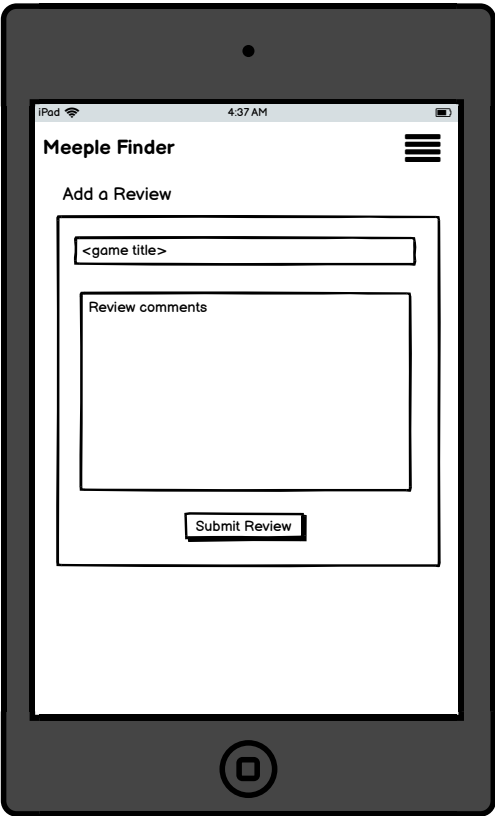 iPad 4:37 AM
Meeple Finder
Add a Review
<game title>
Review comments
Submit Review